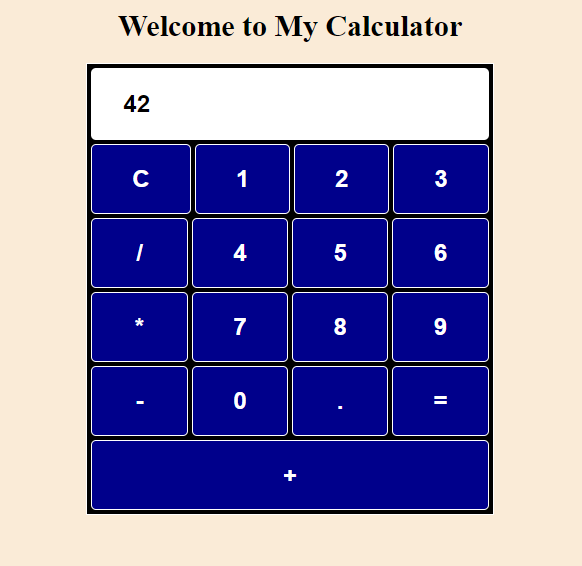 Welcome to My Calculator
42
C 1 2 3
/ 4 5 6
* 7 8 9
- 0 . =
+